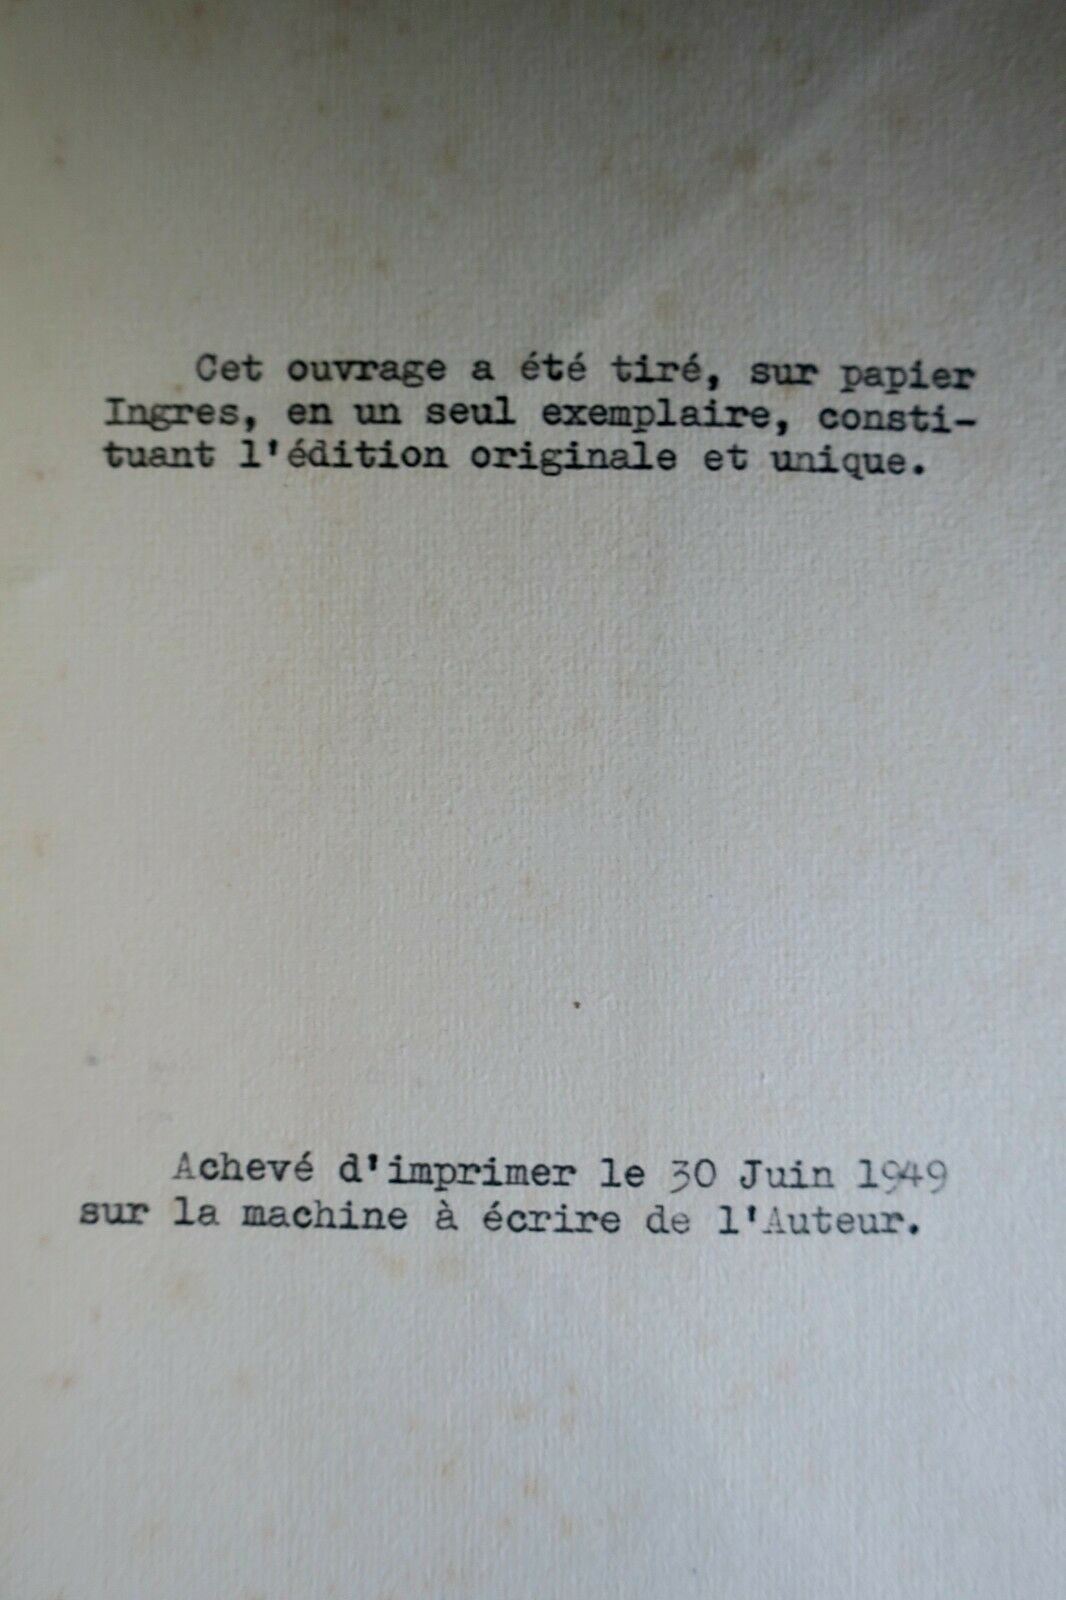 Cet ouvrage a été tiré, sur papier
Ingres, en un seul exemplaire, consti-
tuant l'édition originale et unique.
Achevé d'imprimer le 30 Juin 1949
sur la machine à écrire de l'Auteur.